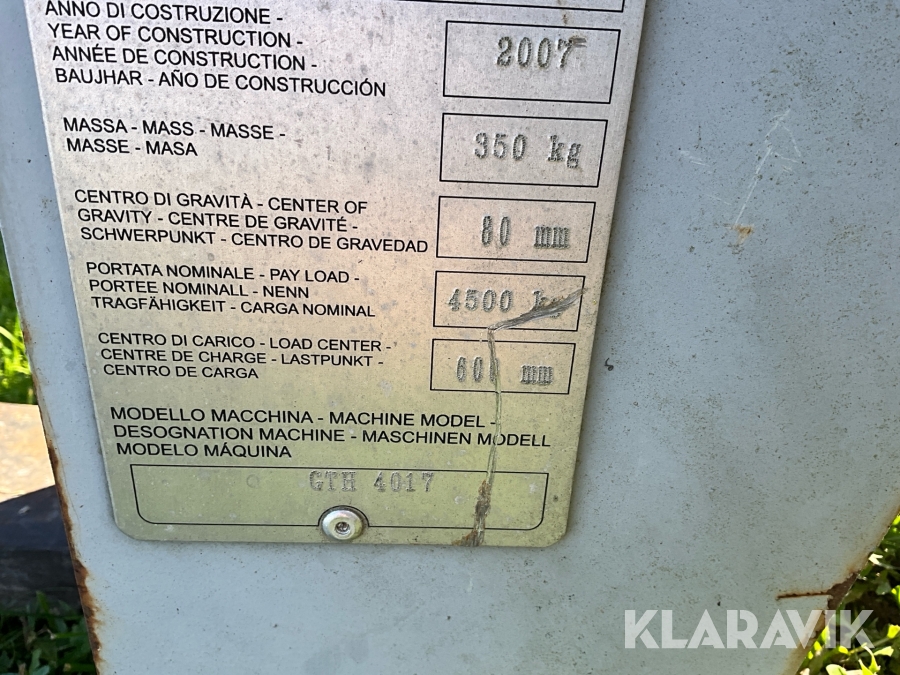 ANNO DI COSTRUZIONE -
YEAR OF CONSTRUCTION -
ANNÉE DE CONSTRUCTION -
BAUJHAR - AÑO DE CONSTRUCCIÓN
2007
MASSA - MASS - MASSE -
MASSE - MASA
350 kg
CENTRO DI GRAVITÀ - CENTER OF
GRAVITY - CENTRE DE GRAVITÉ -
SCHWERPUNKT - CENTRO DE GRAVEDAD
80 mm
PORTATA NOMINALE - PAY LOAD -
PORTEE NOMINALL - NENN
TRAGFÄHIGKEIT - CARGA NOMINAL
4500 kg
CENTRO DI CARICO - LOAD CENTER -
CENTRE DE CHARGE - LASTPUNKT -
CENTRO DE CARGA
600 mm
MODELLO MACCHINA - MACHINE MODEL -
DESOGNATION MACHINE - MASCHINEN MODELL
MODELO MÁQUINA
GTH 4017
KLARAVIK